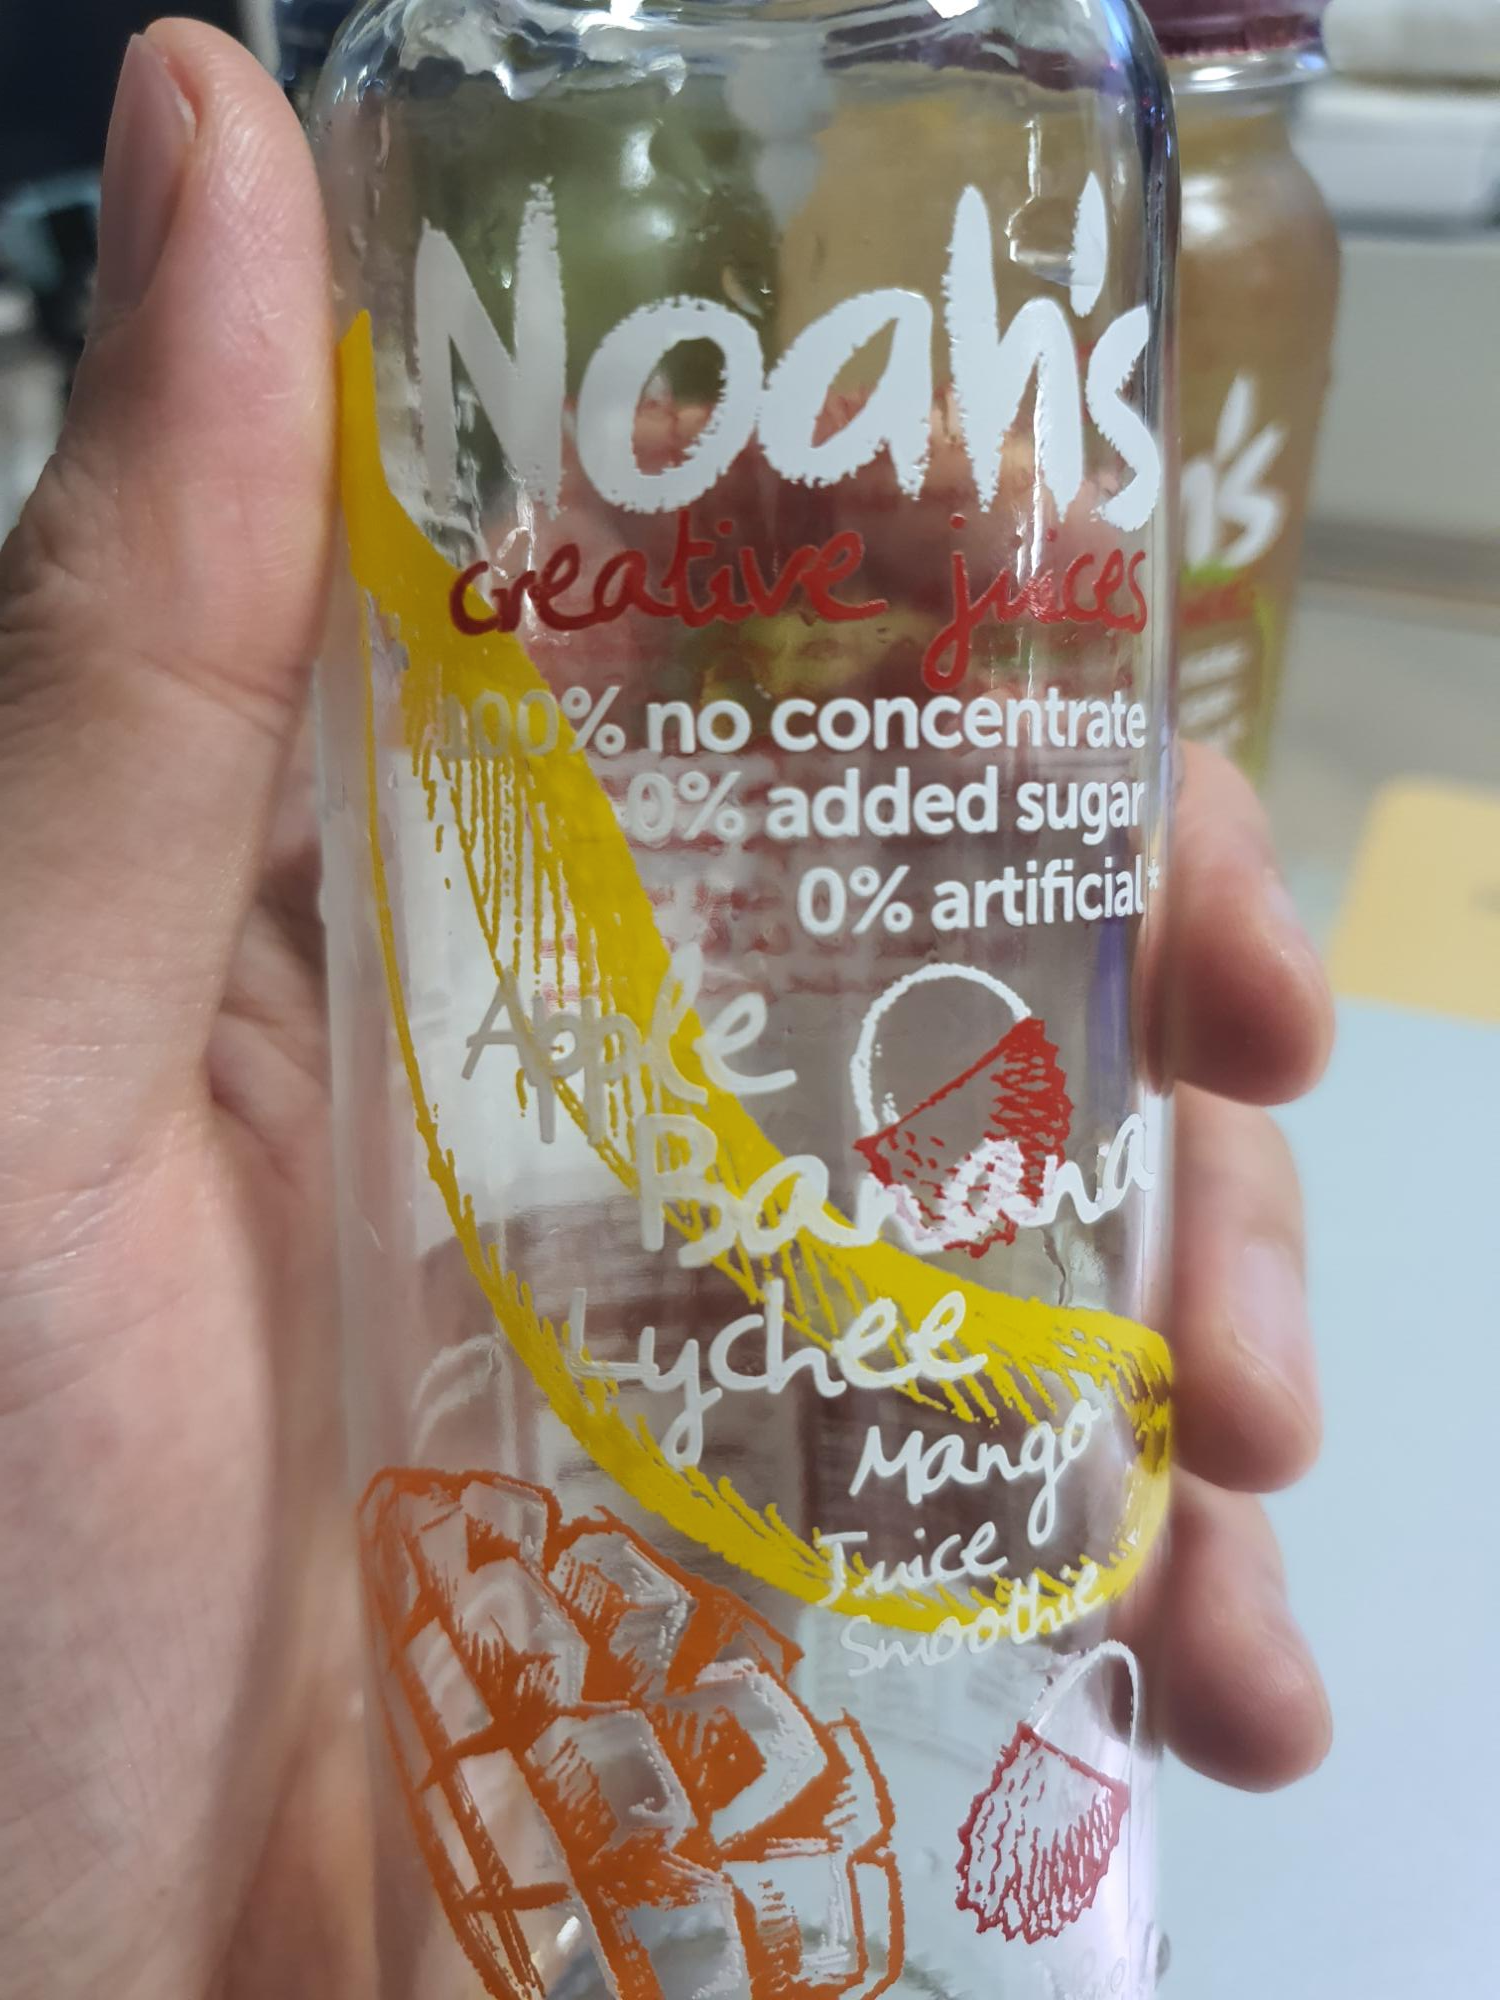 Noah's
creative juices
100% no concentrate
0% added sugar
0% artificial*
Apple
Banana
Lychee
Mango
Juice
Smoothie
h's